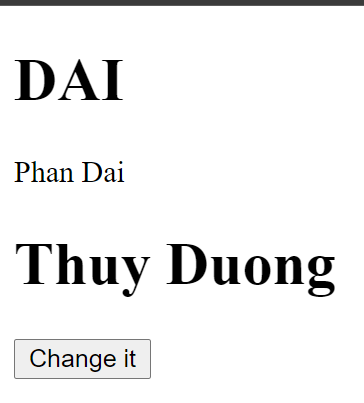 DAI
Phan Dai
Thuy Duong
Change it